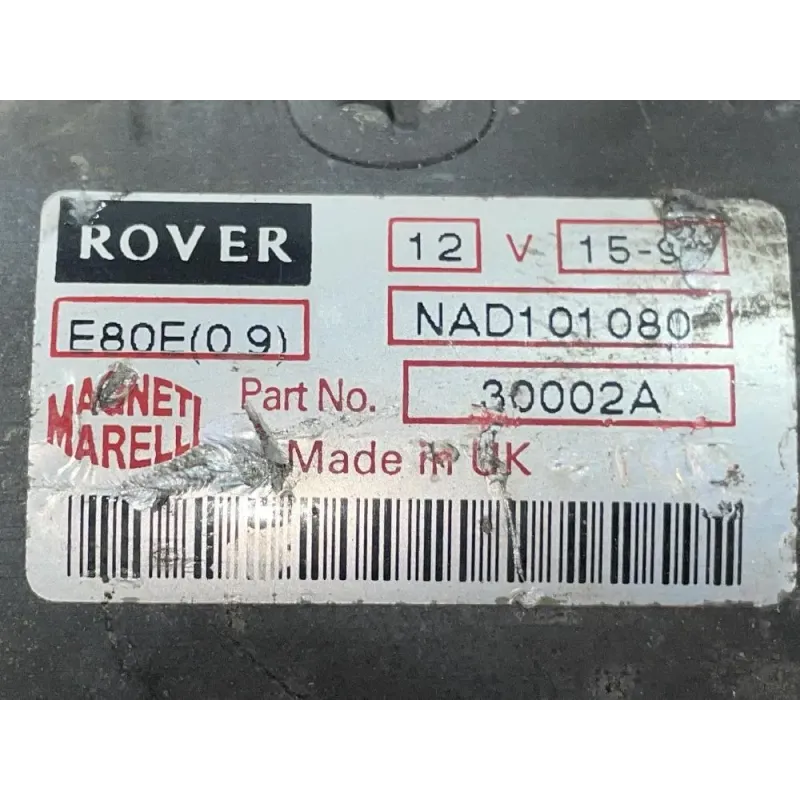 ROVER
12 V 15-9
E80E(0.9)
NAD101080
MAGNETI
MARELLI
Part No. 30002A
Made in UK